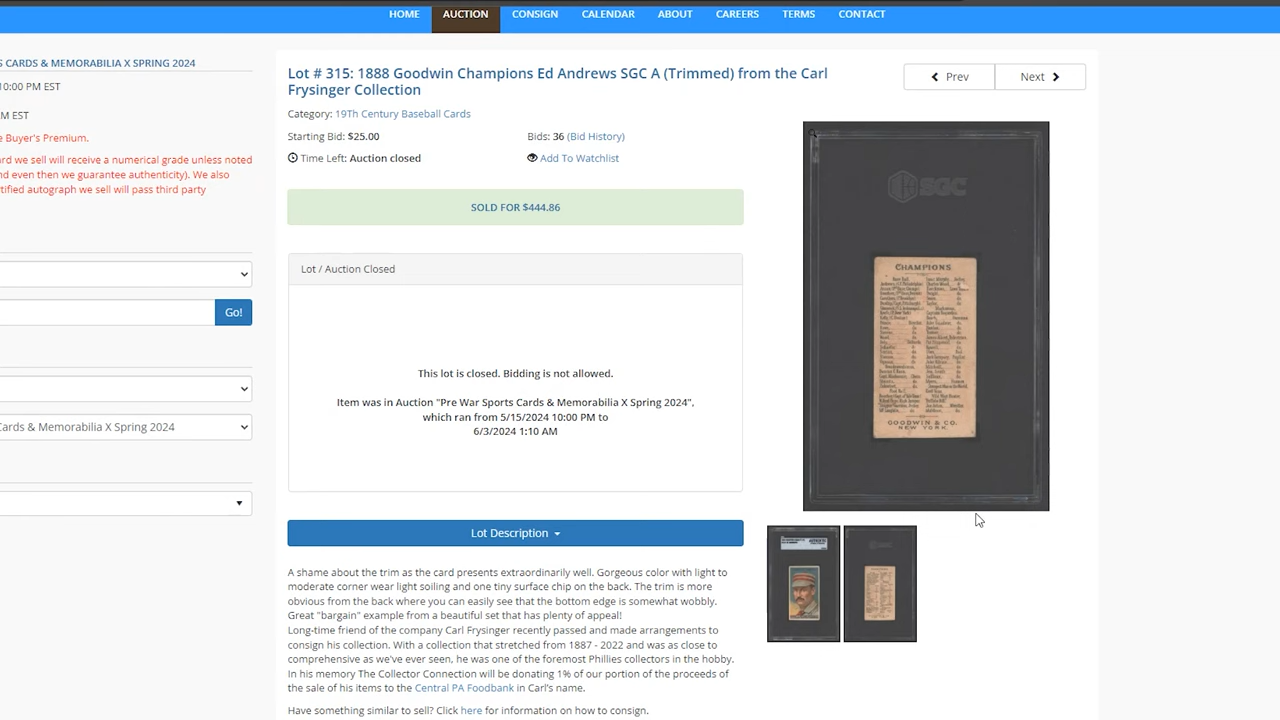 HOME AUCTION CONSIGN CALENDAR ABOUT CAREERS TERMS CONTACT
S CARDS & MEMORABILIA X SPRING 2024
0:00 PM EST
M EST
e Buyer's Premium.
ard we sell will receive a numerical grade unless noted
nd even then we guarantee authenticity). We also
rtified autograph we sell will pass third party
Go!
Cards & Memorabilia X Spring 2024
Lot # 315: 1888 Goodwin Champions Ed Andrews SGC A (Trimmed) from the Carl
Frysinger Collection
Prev Next
Category: 19Th Century Baseball Cards
Starting Bid: $25.00 Bids: 36 (Bid History)
Time Left: Auction closed Add To Watchlist
SOLD FOR $444.86
Lot / Auction Closed
This lot is closed. Bidding is not allowed.
Item was in Auction "Pre War Sports Cards & Memorabilia X Spring 2024",
which ran from 5/15/2024 10:00 PM to
6/3/2024 1:10 AM
Lot Description
A shame about the trim as the card presents extraordinarily well. Gorgeous color with light to
moderate corner wear light soiling and one tiny surface chip on the back. The trim is more
obvious from the back where you can easily see that the bottom edge is somewhat wobbly.
Great "bargain" example from a beautiful set that has plenty of appeal!
Long-time friend of the company Carl Frysinger recently passed and made arrangements to
consign his collection. With a collection that stretched from 1887 - 2022 and was as close to
comprehensive as we've ever seen, he was one of the foremost Phillies collectors in the hobby.
In his memory The Collector Connection will be donating 1% of our portion of the proceeds of
the sale of his items to the Central PA Foodbank in Carl's name.
Have something similar to sell? Click here for information on how to consign.
SGC
CHAMPIONS
GOODWIN & CO.
NEW YORK.